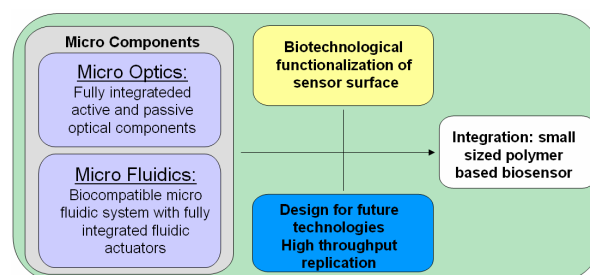 Micro Components
Micro Optics:
Fully integrateded
active and passive
optical components
Micro Fluidics:
Biocompatible micro
fluidic system with fully
integrated fluidic
actuators
Biotechnological
functionalization of
sensor surface
Design for future
technologies
High throughput
replication
Integration: small
sized polymer
based biosensor